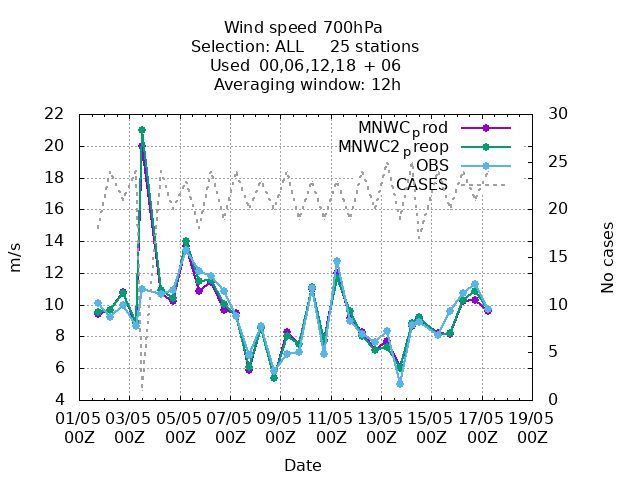 Wind speed 700hPa
Selection: ALL 25 stations
Used 00,06,12,18 + 06
Averaging window: 12h
22
20
18
16
14
12
10
8
6
4
m/s
30
25
20
15
10
5
0
No cases
MNWCprod
MNWC2preop
OBS
CASES
01/05 03/05 05/05 07/05 09/05 11/05 13/05 15/05 17/05 19/05
00Z 00Z 00Z 00Z 00Z 00Z 00Z 00Z 00Z 00Z
Date